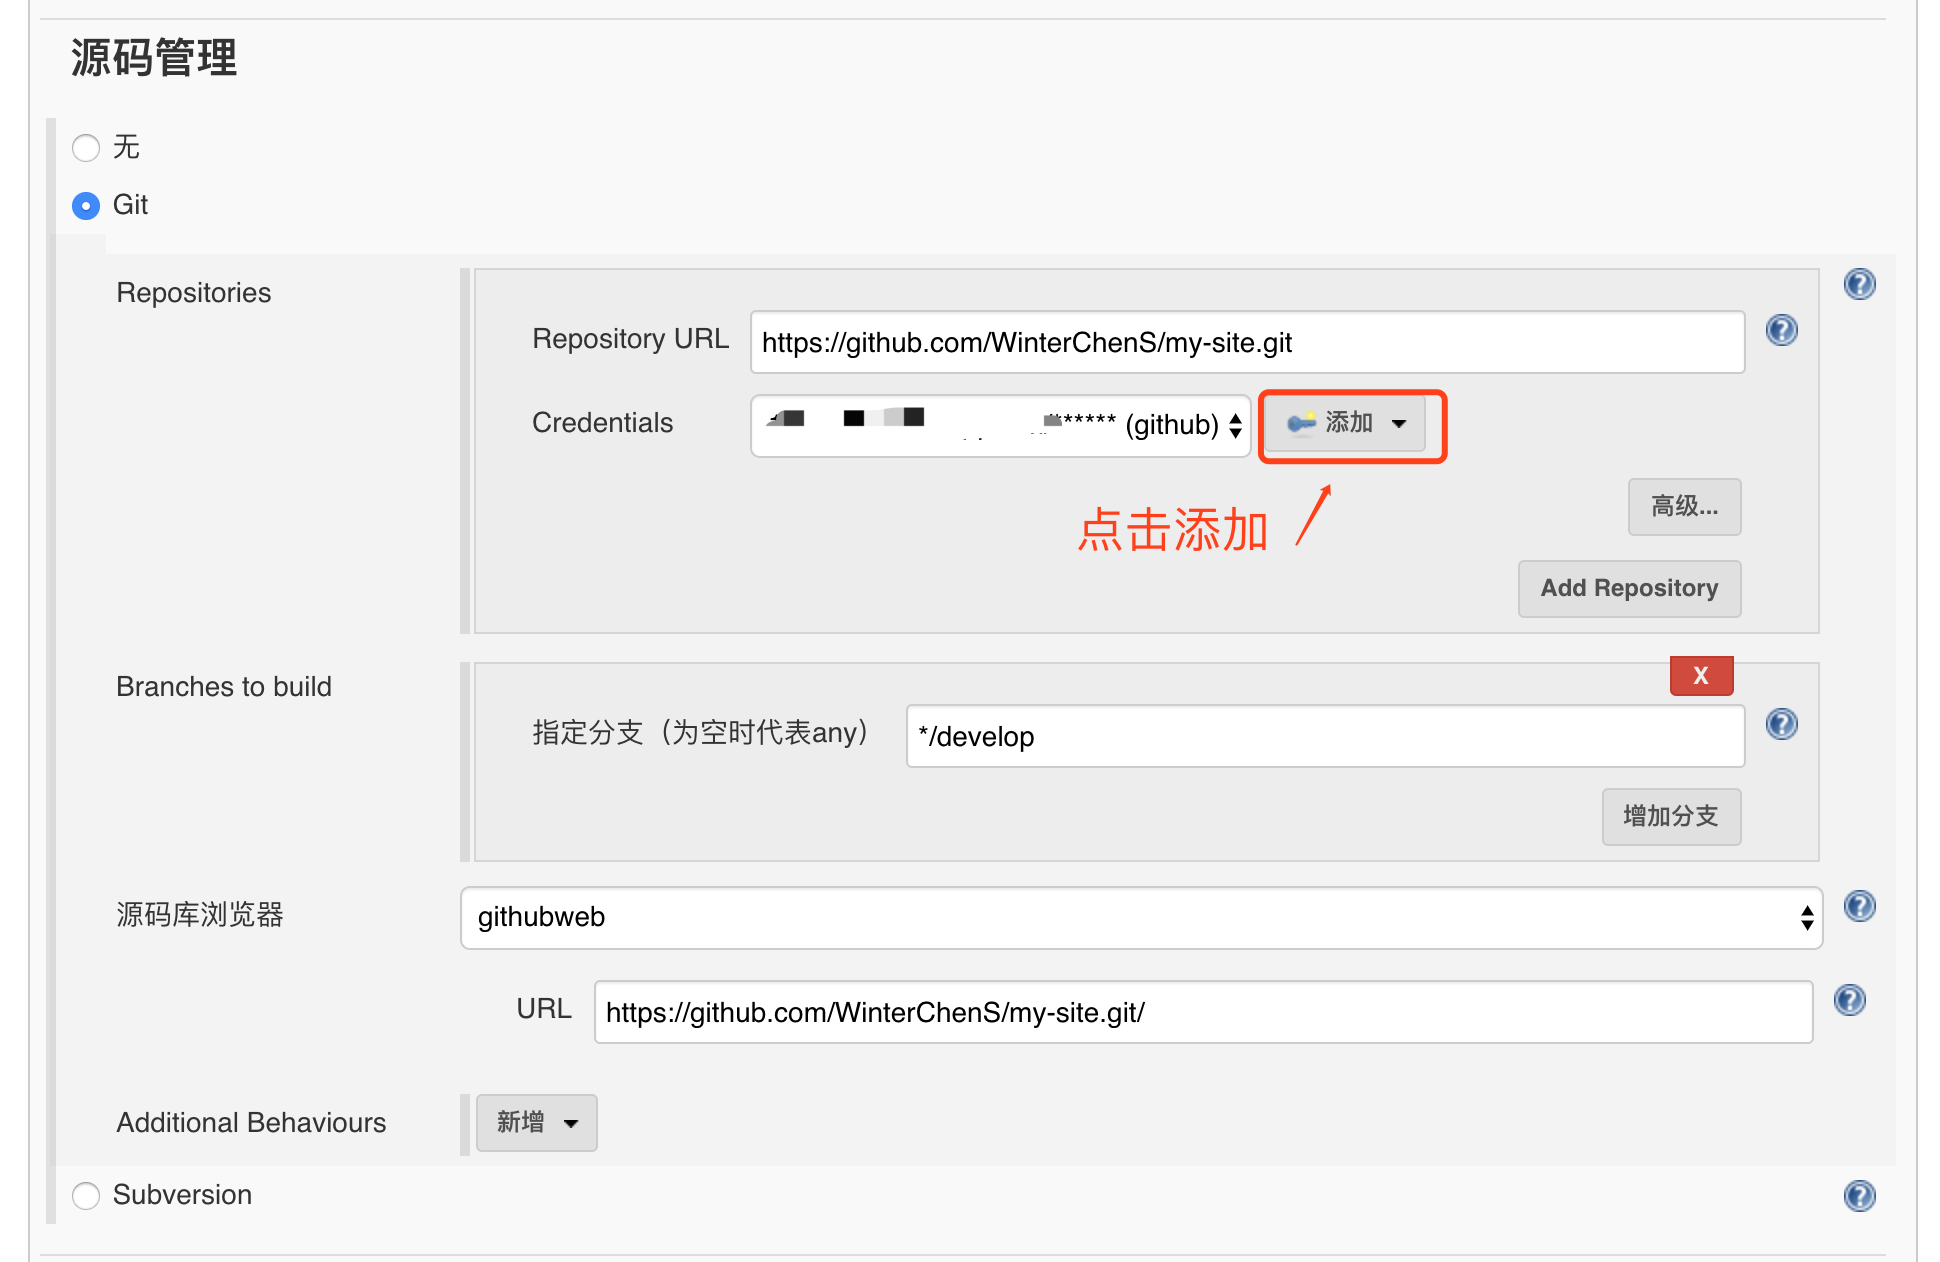 源码管理
无
Git
Repositories
Repository URL https://github.com/WinterChenS/my-site.git
Credentials ****** (github) 添加
点击添加
高级...
Add Repository
Branches to build
X
指定分支（为空时代表any） */develop
增加分支
源码库浏览器 githubweb
URL https://github.com/WinterChenS/my-site.git/
Additional Behaviours 新增
Subversion